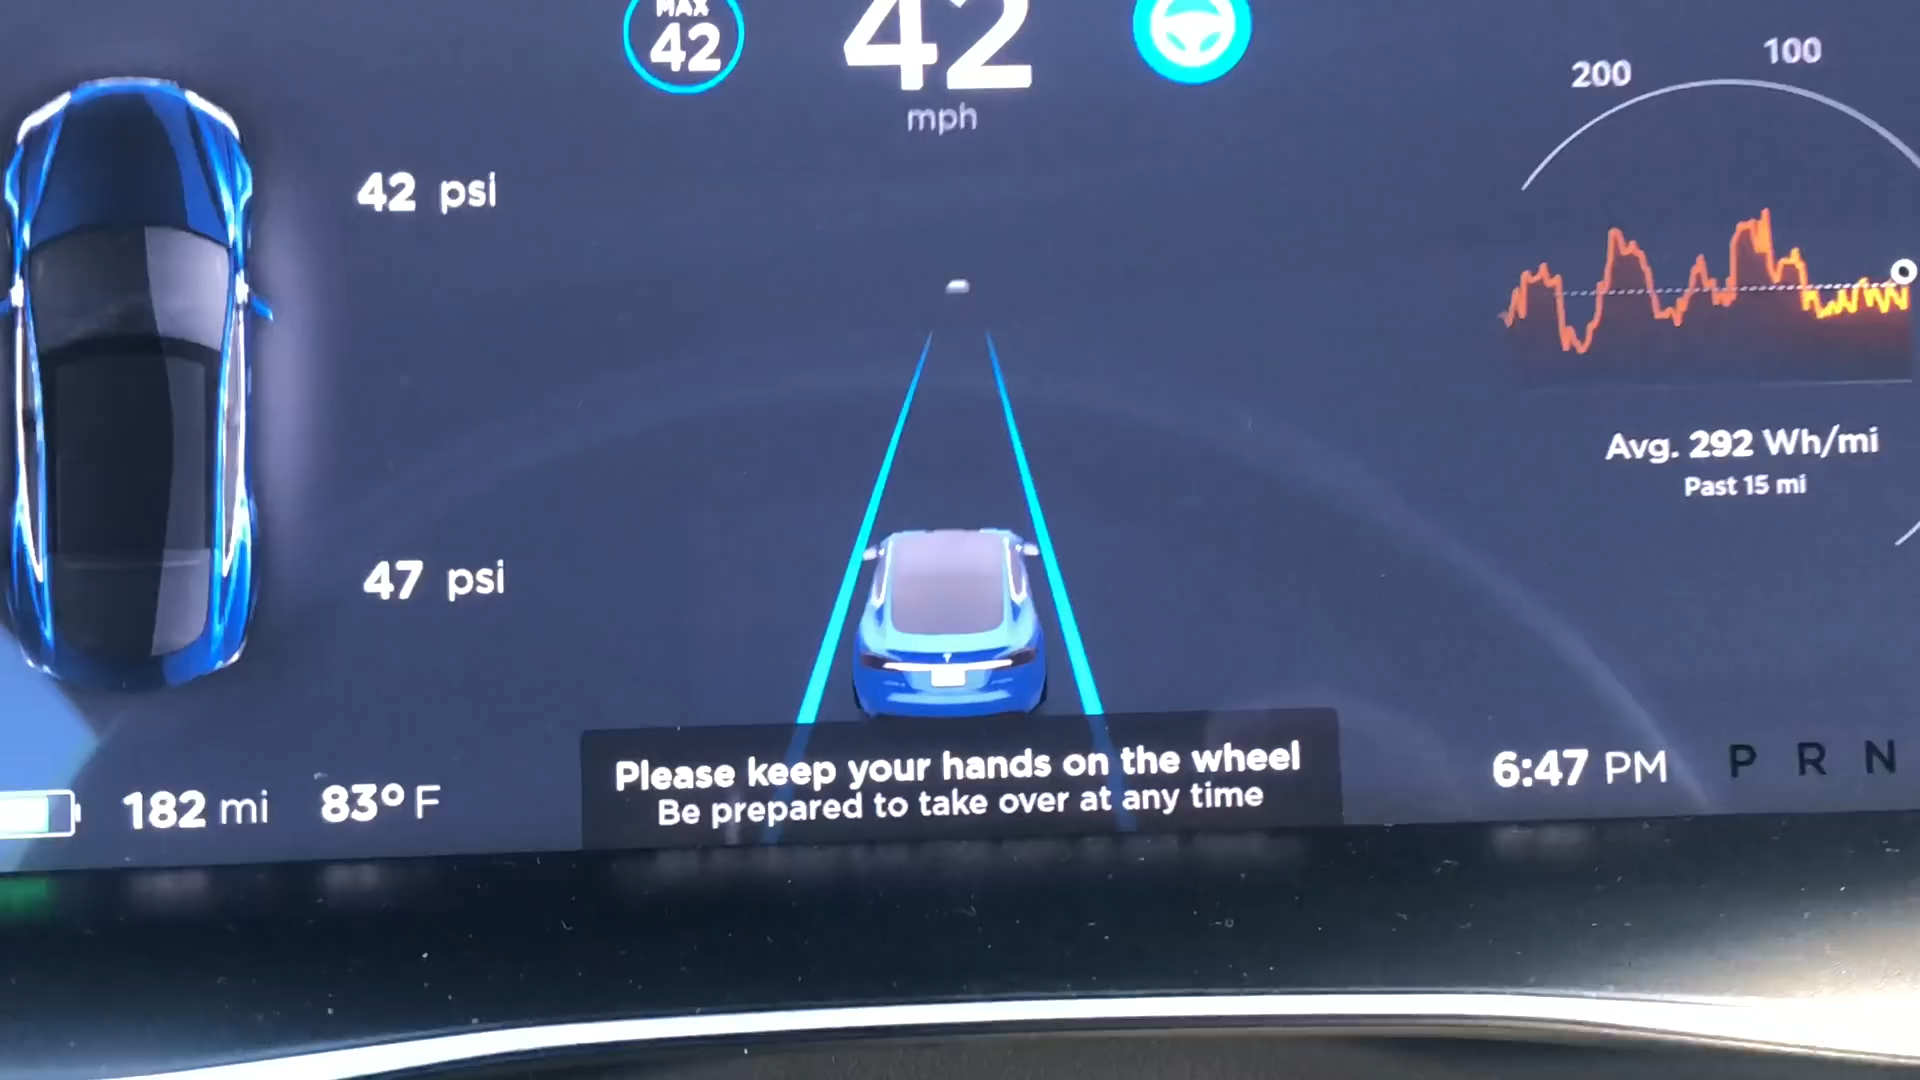 MAX
42
42
mph
200
100
42 psi
Avg. 292 Wh/mi
Past 15 mi
47 psi
Please keep your hands on the wheel
Be prepared to take over at any time
182 mi
83° F
6:47 PM
P R N